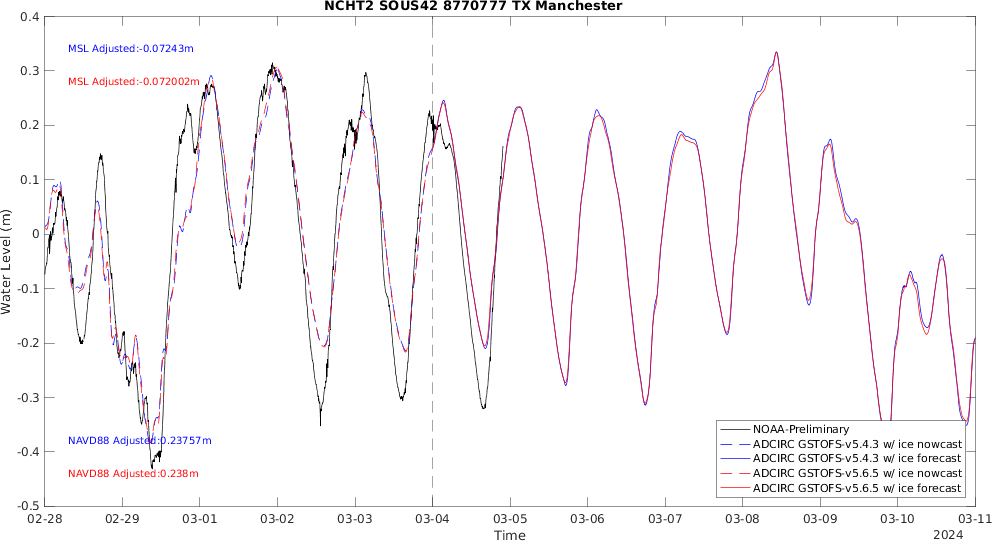 NCHT2 SOUS42 8770777 TX Manchester
0.4
0.3
0.2
0.1
0
-0.1
-0.2
-0.3
-0.4
-0.5
Water Level (m)
MSL Adjusted:-0.07243m
MSL Adjusted:-0.072002m
NAVD88 Adjusted:0.23757m
NAVD88 Adjusted:0.238m
NOAA-Preliminary
ADCIRC GSTOFS-v5.4.3 w/ ice nowcast
ADCIRC GSTOFS-v5.4.3 w/ ice forecast
ADCIRC GSTOFS-v5.6.5 w/ ice nowcast
ADCIRC GSTOFS-v5.6.5 w/ ice forecast
02-28 02-29 03-01 03-02 03-03 03-04 03-05 03-06 03-07 03-08 03-09 03-10 03-11
Time
2024